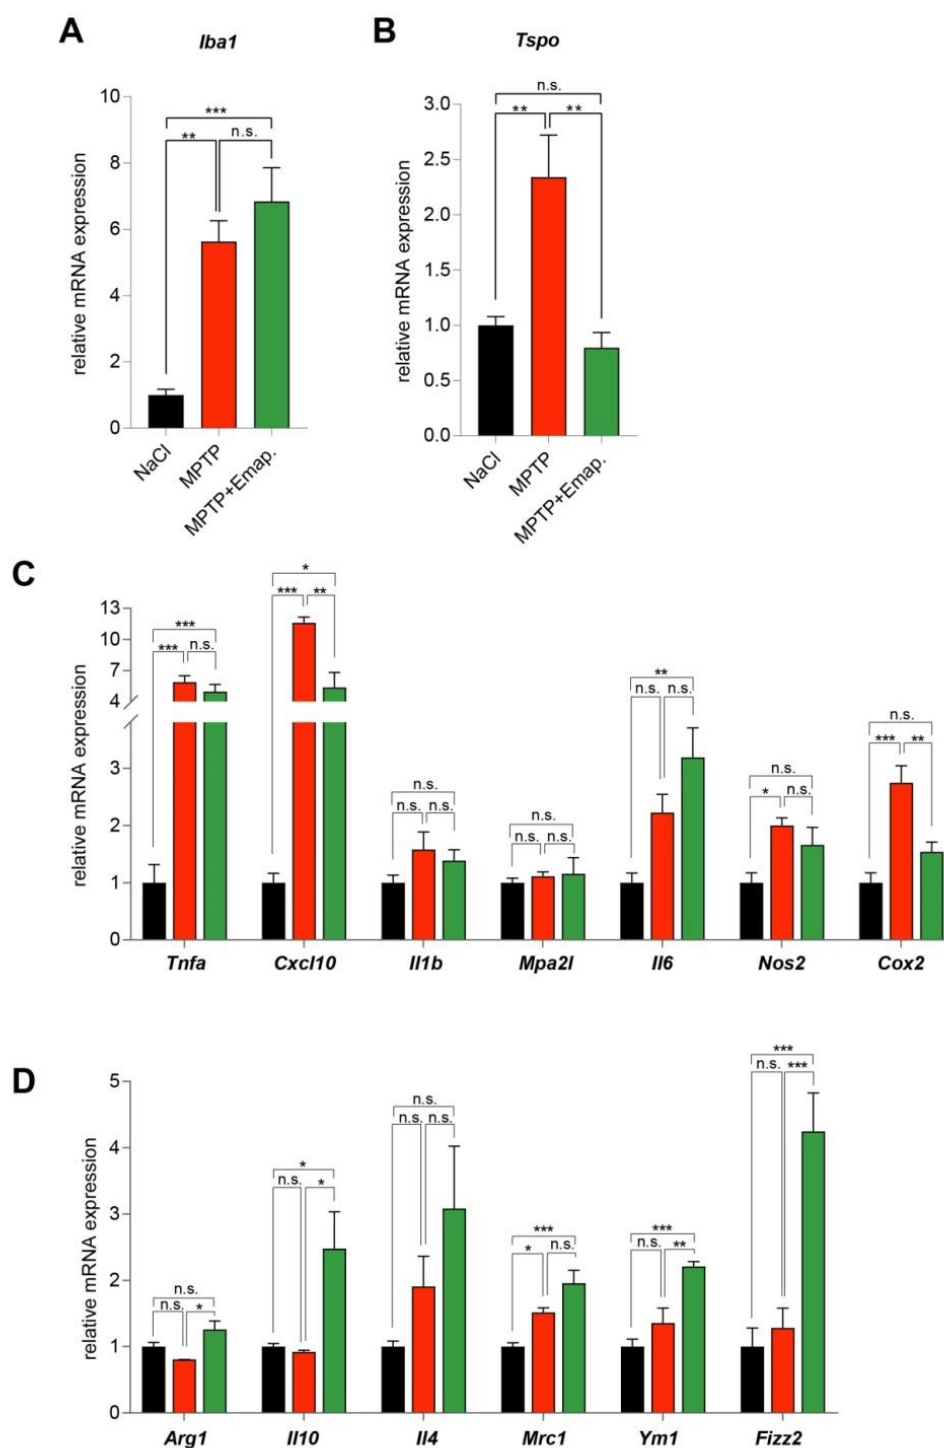 A
Iba1
B
Tspo
relative mRNA expression
10
8
6
4
2
0
***
**
n.s.
NaCl
MPTP
MPTP+Emap.
relative mRNA expression
3.0
2.5
2.0
1.5
1.0
0.5
0.0
n.s.
**
**
NaCl
MPTP
MPTP+Emap.
C
relative mRNA expression
13
10
7
4
3
2
1
0
***
***
n.s.
*
***
**
n.s.
n.s.
n.s.
n.s.
n.s.
n.s.
**
n.s.
n.s.
n.s.
*
n.s.
n.s.
***
**
Tnfa
Cxcl10
Il1b
Mpa2l
Il6
Nos2
Cox2
D
relative mRNA expression
5
4
3
2
1
0
n.s.
n.s.
*
*
n.s.
*
n.s.
n.s.
n.s.
***
*
n.s.
***
n.s.
**
***
n.s.
***
Arg1
Il10
Il4
Mrc1
Ym1
Fizz2